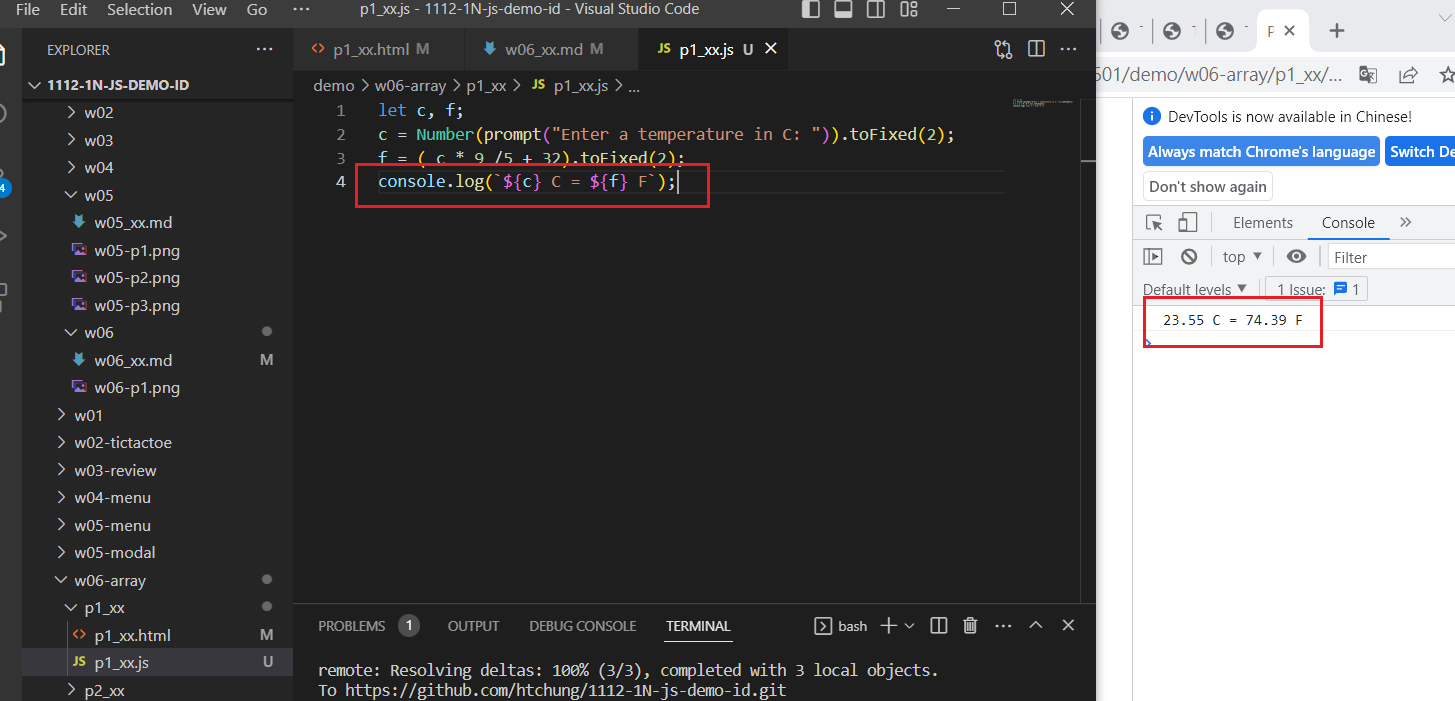 File Edit Selection View Go ··· p1_xx.js - 1112-1N-js-demo-id - Visual Studio Code
EXPLORER ···
1112-1N-JS-DEMO-ID
w02
w03
w04
w05
w05_xx.md
w05-p1.png
w05-p2.png
w05-p3.png
w06
w06_xx.md M
w06-p1.png
w01
w02-tictactoe
w03-review
w04-menu
w05-menu
w05-modal
w06-array
p1_xx
p1_xx.html M
JS p1_xx.js U
p2_xx
4
<> p1_xx.html M w06_xx.md M JS p1_xx.js U
demo > w06-array > p1_xx > JS p1_xx.js > ...
1 let c, f;
2 c = Number(prompt("Enter a temperature in C: ")).toFixed(2);
3 f = ( c * 9 /5 + 32).toFixed(2);
4 console.log(`${c} C = ${f} F`);
PROBLEMS 1 OUTPUT DEBUG CONSOLE TERMINAL bash
remote: Resolving deltas: 100% (3/3), completed with 3 local objects.
To https://github.com/htchung/1112-1N-js-demo-id.git
P
501/demo/w06-array/p1_xx/...
DevTools is now available in Chinese!
Always match Chrome's language Switch De
Don't show again
Elements Console »
top Filter
Default levels 1 Issue: 1
23.55 C = 74.39 F